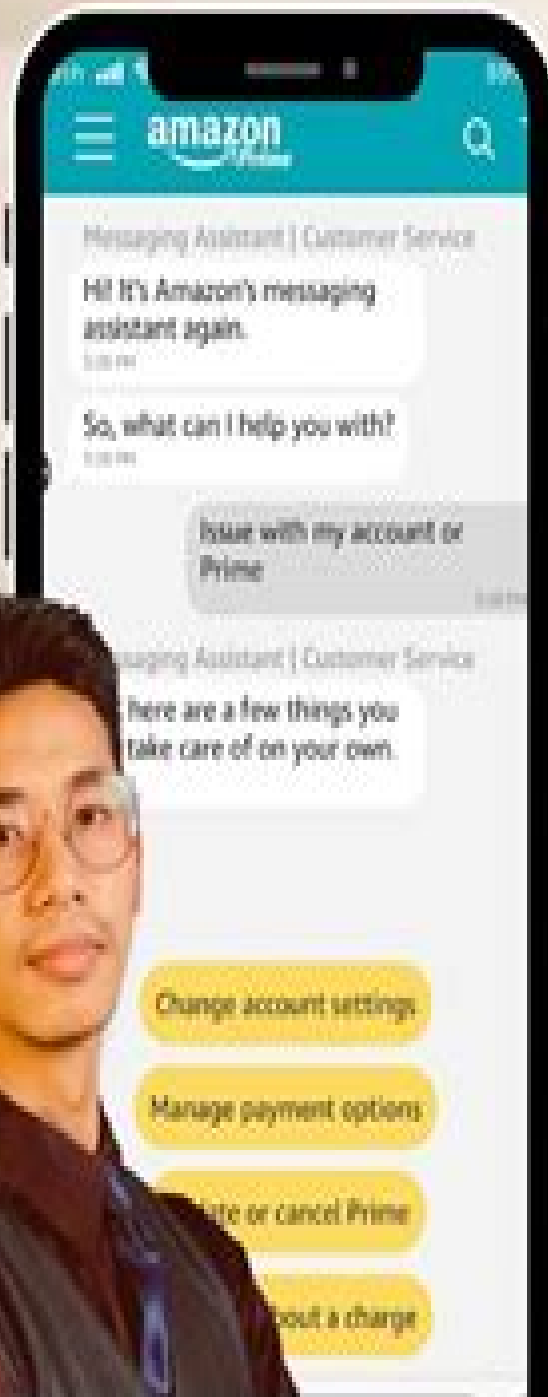 amazon
Prime
Messaging Assistant | Customer Service
Hi! It's Amazon's messaging
assistant again.
So, what can I help you with?
Issue with my account or
Prime
Assistant | Customer Service
here are a few things you
take care of on your own.
Change account settings
Manage payment options
or cancel Prime
a charge